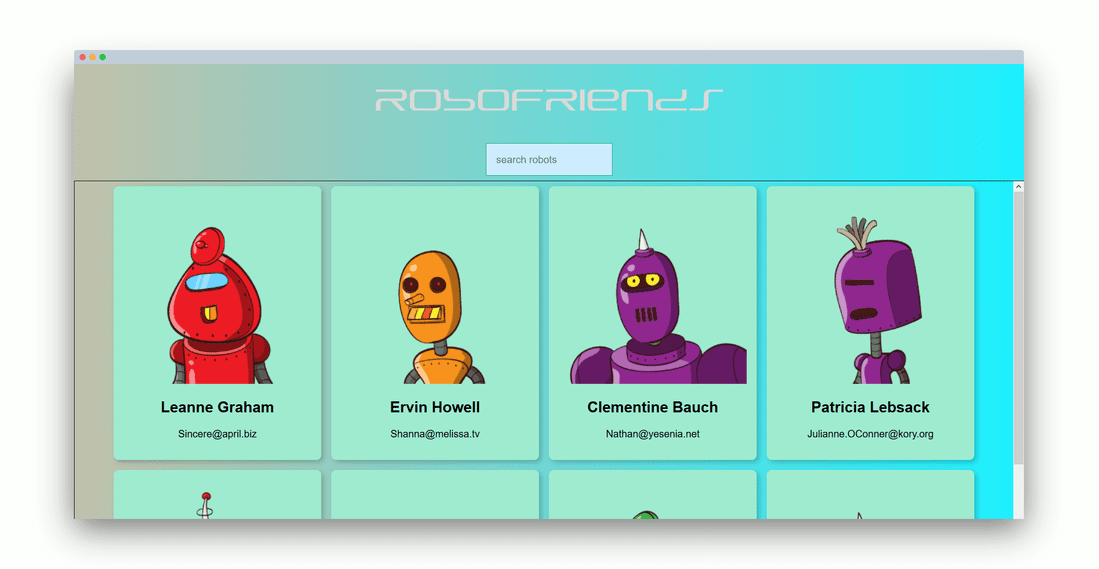 ROBOFRIENDS
search robots
Leanne Graham
Sincere@april.biz
Ervin Howell
Shanna@melissa.tv
Clementine Bauch
Nathan@yesenia.net
Patricia Lebsack
Julianne.OConner@kory.org